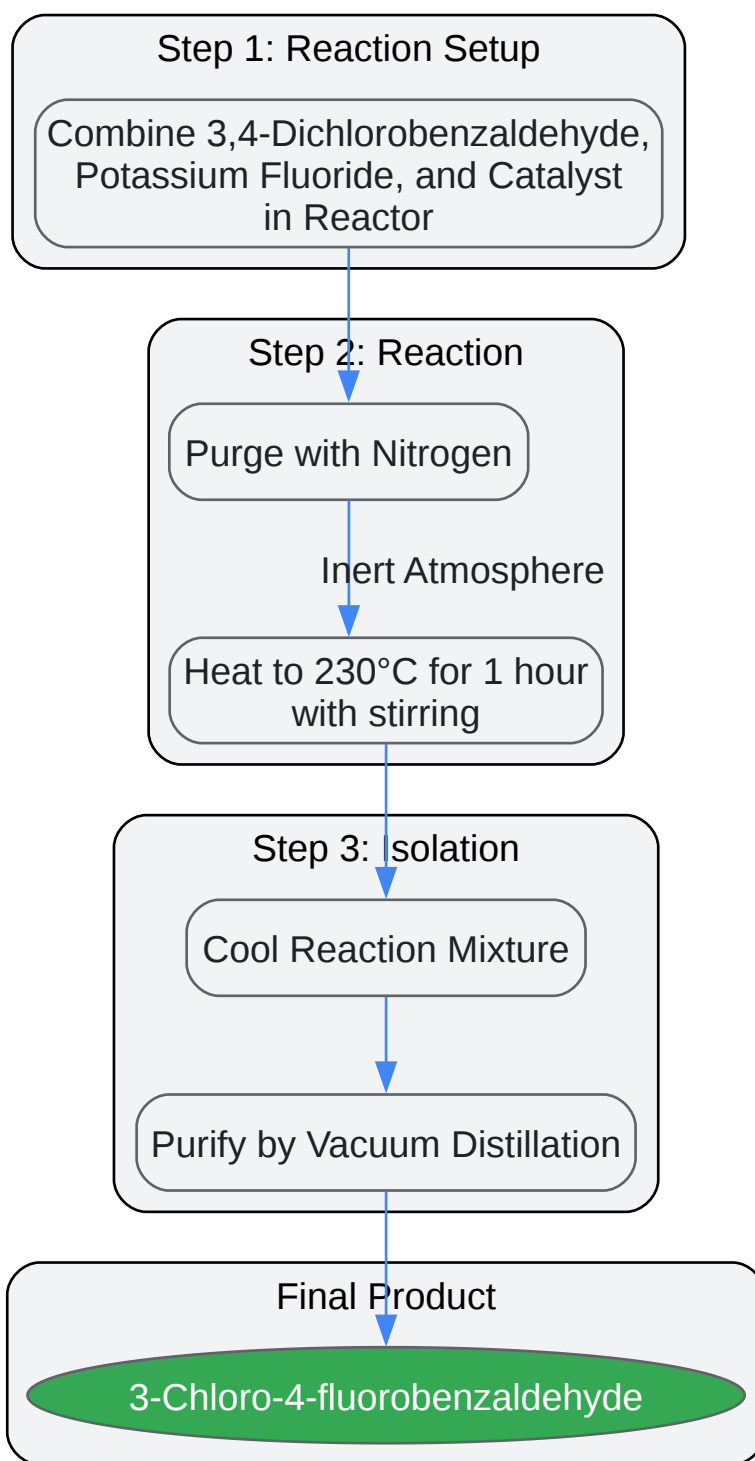 Step 1: Reaction Setup
Combine 3,4-Dichlorobenzaldehyde,
Potassium Fluoride, and Catalyst
in Reactor
Step 2: Reaction
Purge with Nitrogen
Inert Atmosphere
Heat to 230°C for 1 hour
with stirring
Step 3: Isolation
Cool Reaction Mixture
Purify by Vacuum Distillation
Final Product
3-Chloro-4-fluorobenzaldehyde